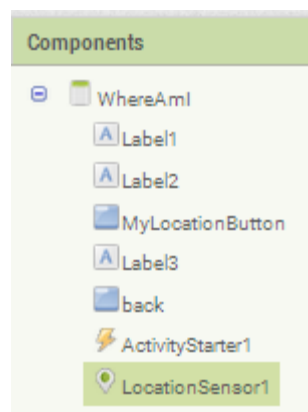 Components
WhereAmI
Label1
Label2
MyLocationButton
Label3
back
ActivityStarter1
LocationSensor1